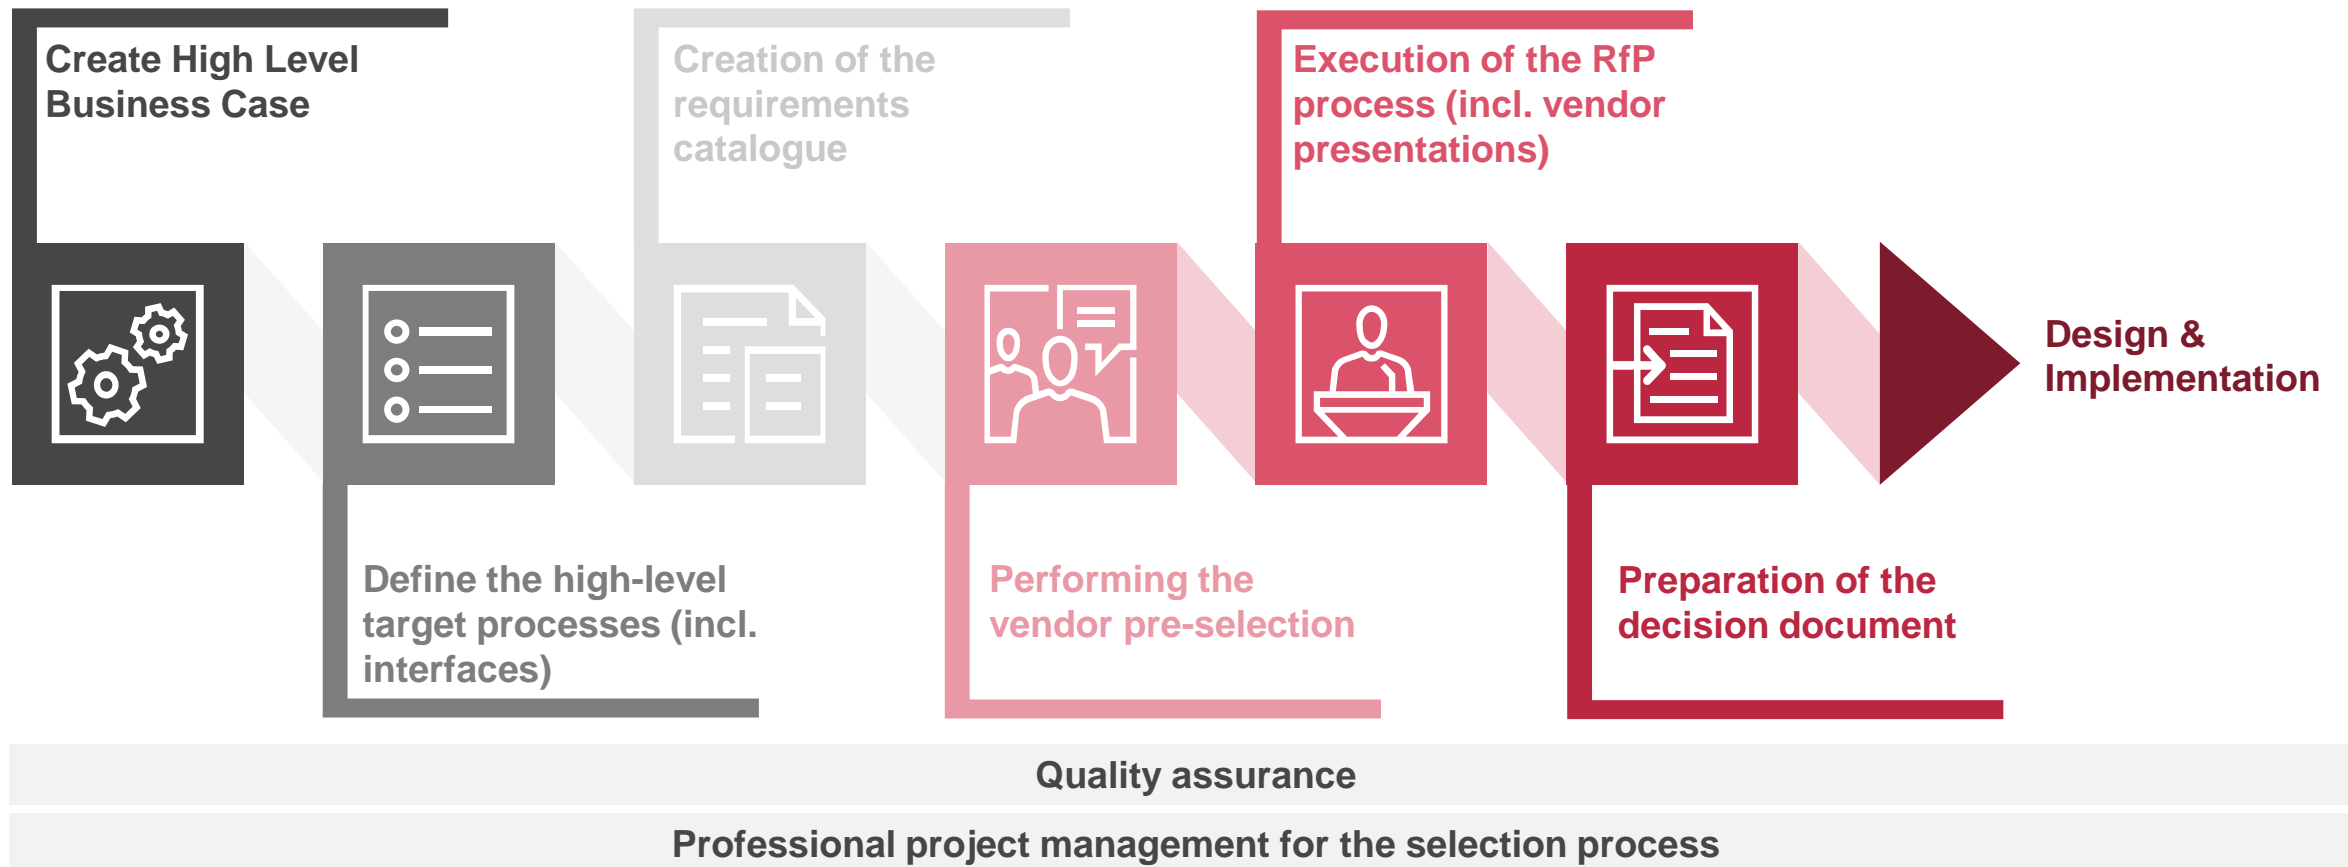 Create High Level
Business Case
Creation of the
requirements
catalogue
Execution of the RfP
process (incl. vendor
presentations)
Design &
Implementation
Define the high-level
target processes (incl.
interfaces)
Performing the
vendor pre-selection
Preparation of the
decision document
Quality assurance
Professional project management for the selection process